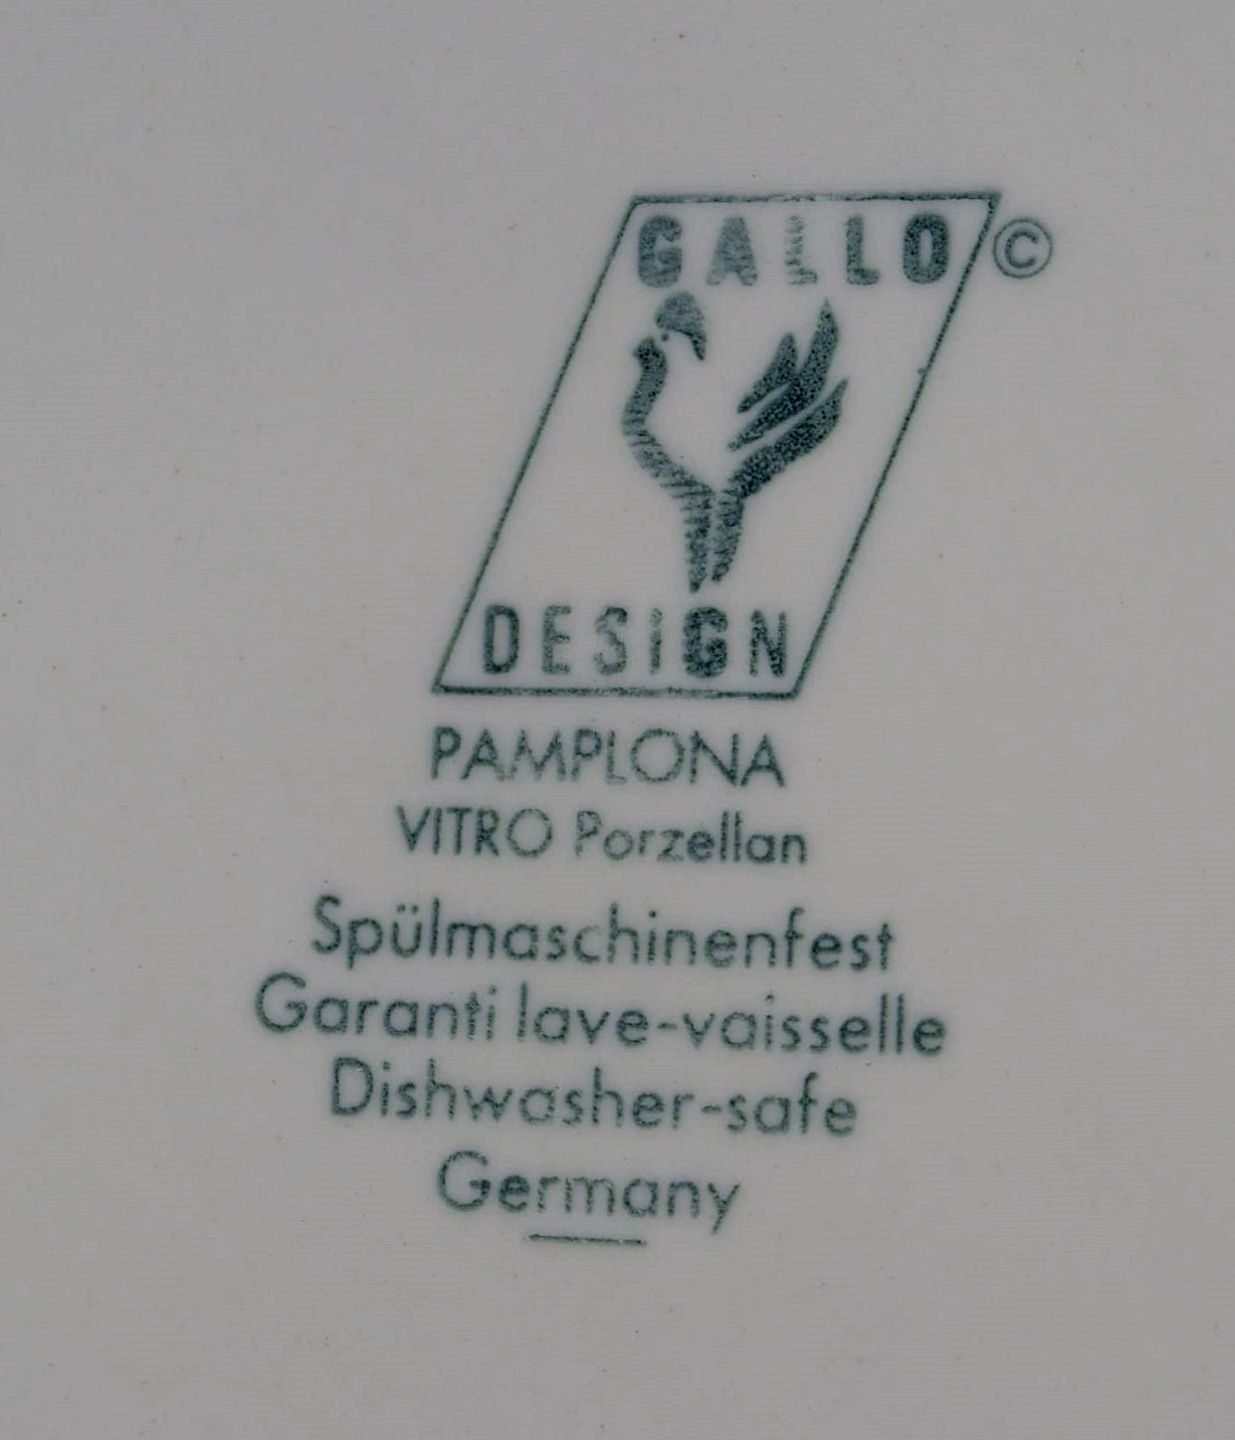 GALLO ©
DESIGN
PAMPLONA
VITRO Porzellan
Spülmaschinenfest
Garanti lave-vaisselle
Dishwasher-safe
Germany